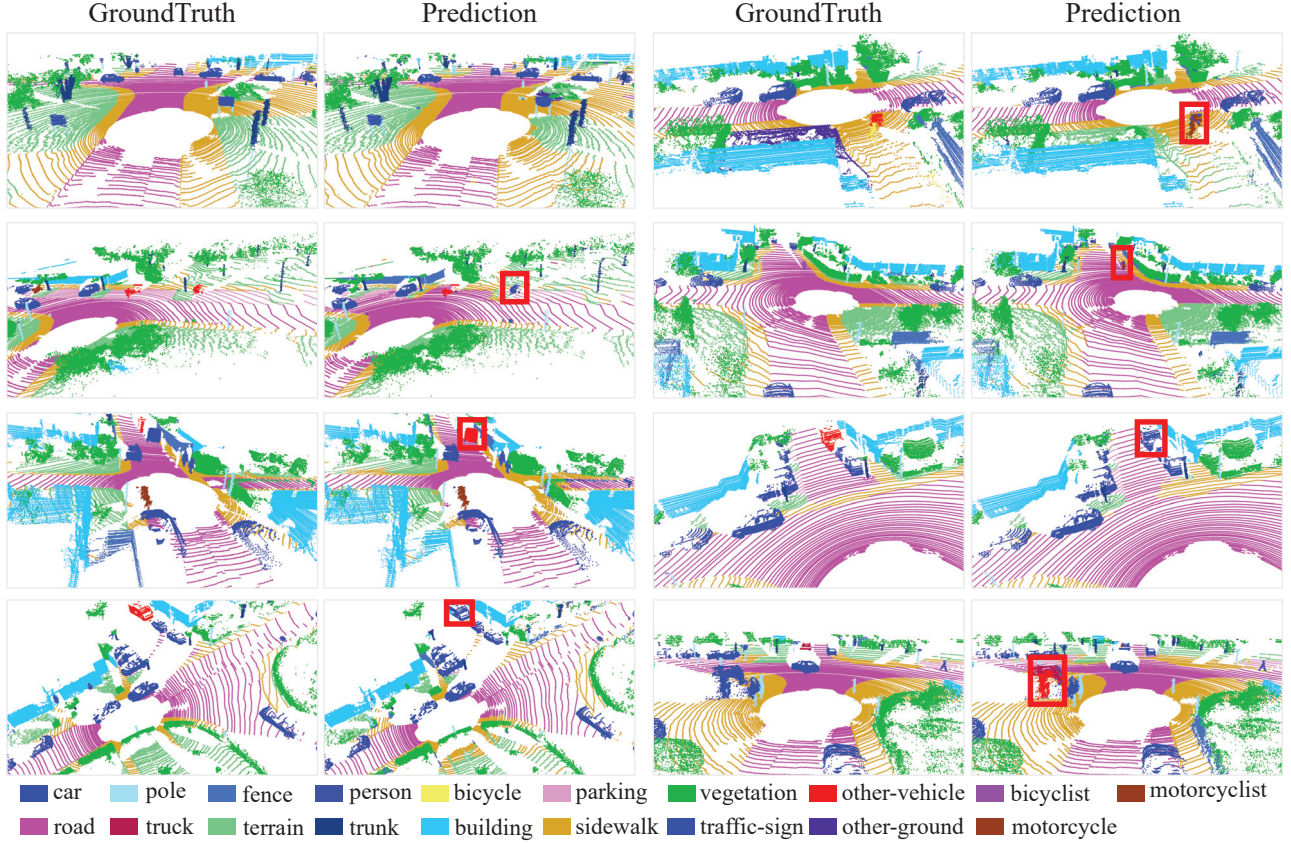 GroundTruth Prediction GroundTruth Prediction
car pole fence person bicycle parking vegetation other-vehicle bicyclist motorcyclist
road truck terrain trunk building sidewalk traffic-sign other-ground motorcycle